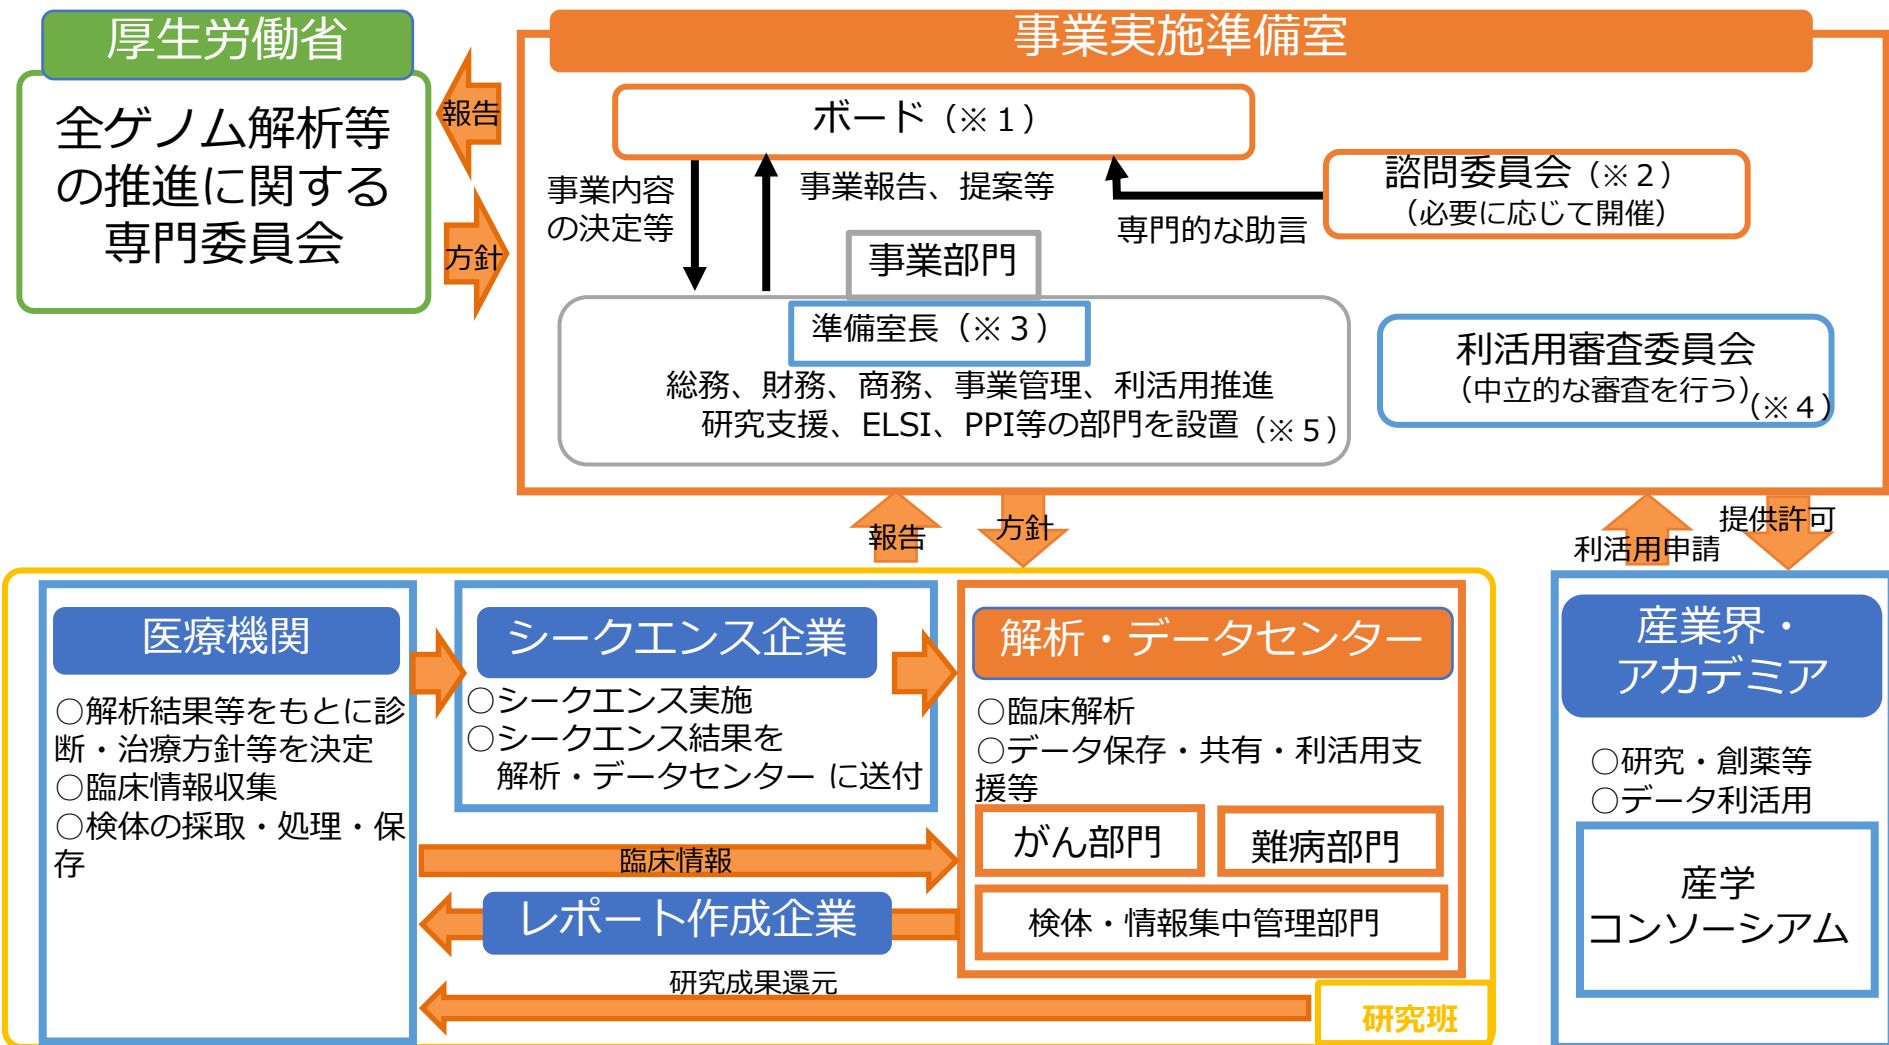 厚生労働省
全ゲノム解析等
の推進に関する
専門委員会
報告
方針
事業実施準備室
ボード（※１）
事業内容
の決定等
事業報告、提案等
専門的な助言
諮問委員会（※２）
（必要に応じて開催）
事業部門
準備室長（※３）
総務、財務、商務、事業管理、利活用推進
研究支援、ELSI、PPI等の部門を設置（※５）
利活用審査委員会
（中立的な審査を行う）
（※４）
報告
方針
利活用申請
提供許可
医療機関
○解析結果等をもとに診
断・治療方針等を決定
○臨床情報収集
○検体の採取・処理・保
存
シークエンス企業
○シークエンス実施
○シークエンス結果を
解析・データセンター に送付
解析・データセンター
○臨床解析
○データ保存・共有・利活用支
援等
がん部門
難病部門
検体・情報集中管理部門
臨床情報
レポート作成企業
研究成果還元
研究班
産業界・
アカデミア
○研究・創薬等
○データ利活用
産学
コンソーシアム